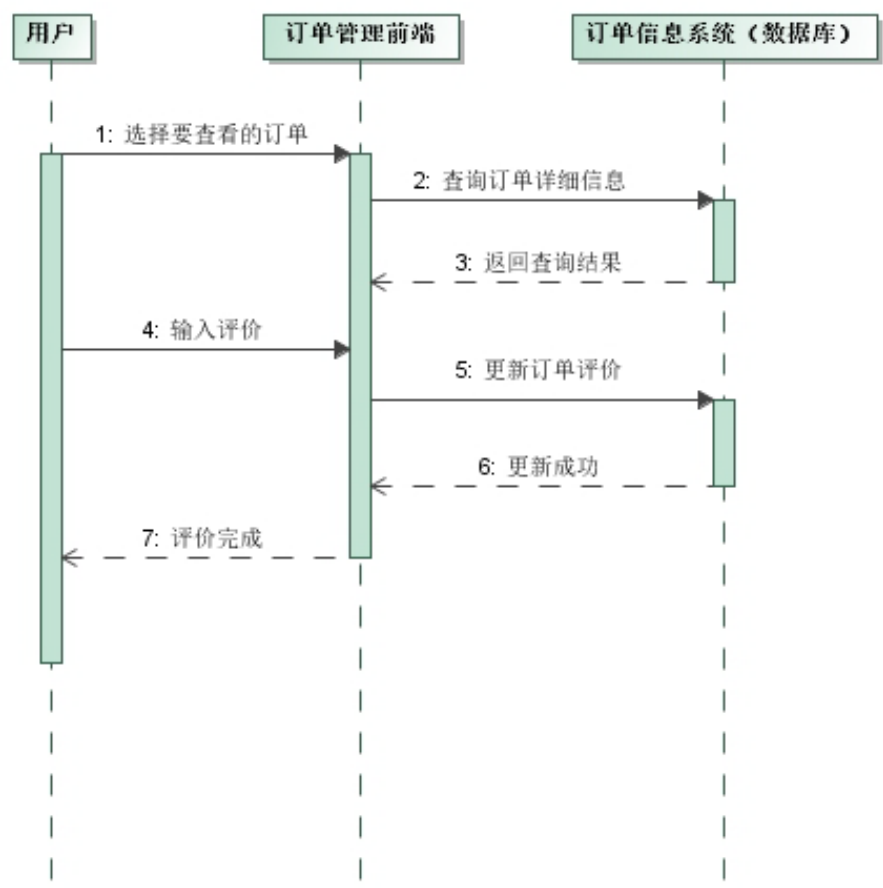 用户
订单管理前端
订单信息系统（数据库）
1: 选择要查看的订单
2: 查询订单详细信息
3: 返回查询结果
4: 输入评价
5: 更新订单评价
6: 更新成功
7: 评价完成